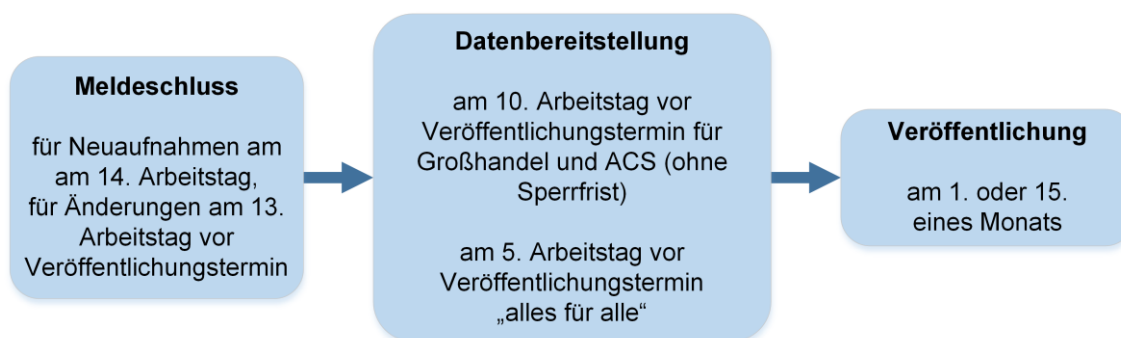 Meldeschluss
für Neuaufnahmen am
am 14. Arbeitstag,
für Änderungen am 13.
Arbeitstag vor
Veröffentlichungstermin
Datenbereitstellung
am 10. Arbeitstag vor
Veröffentlichungstermin für
Großhandel und ACS (ohne
Sperrfrist)
am 5. Arbeitstag vor
Veröffentlichungstermin
„alles für alle“
Veröffentlichung
am 1. oder 15.
eines Monats